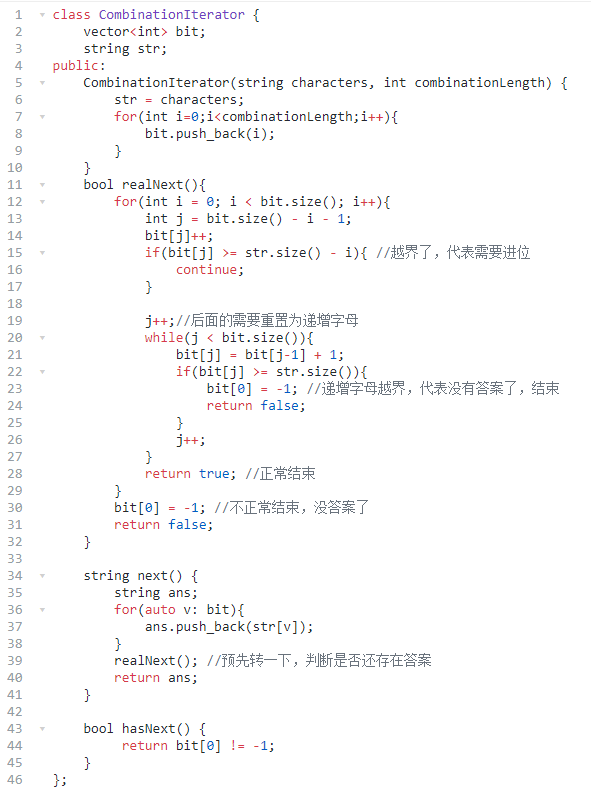 1 class CombinationIterator {
2     vector<int> bit;
3     string str;
4 public:
5     CombinationIterator(string characters, int combinationLength) {
6         str = characters;
7         for(int i=0;i<combinationLength;i++){
8             bit.push_back(i);
9         }
10     }
11     bool realNext(){
12         for(int i = 0; i < bit.size(); i++){
13             int j = bit.size() - i - 1;
14             bit[j]++;
15             if(bit[j] >= str.size() - i){ //越界了，代表需要进位
16                 continue;
17             }
18
19             j++;//后面的需要重置为递增字母
20             while(j < bit.size()){
21                 bit[j] = bit[j-1] + 1;
22                 if(bit[j] >= str.size()){
23                     bit[0] = -1; //递增字母越界，代表没有答案了，结束
24                     return false;
25                 }
26                 j++;
27             }
28             return true; //正常结束
29         }
30         bit[0] = -1; //不正常结束，没答案了
31         return false;
32     }
33
34     string next() {
35         string ans;
36         for(auto v: bit){
37             ans.push_back(str[v]);
38         }
39         realNext(); //预先转一下，判断是否还存在答案
40         return ans;
41     }
42
43     bool hasNext() {
44          return bit[0] != -1;
45     }
46 };